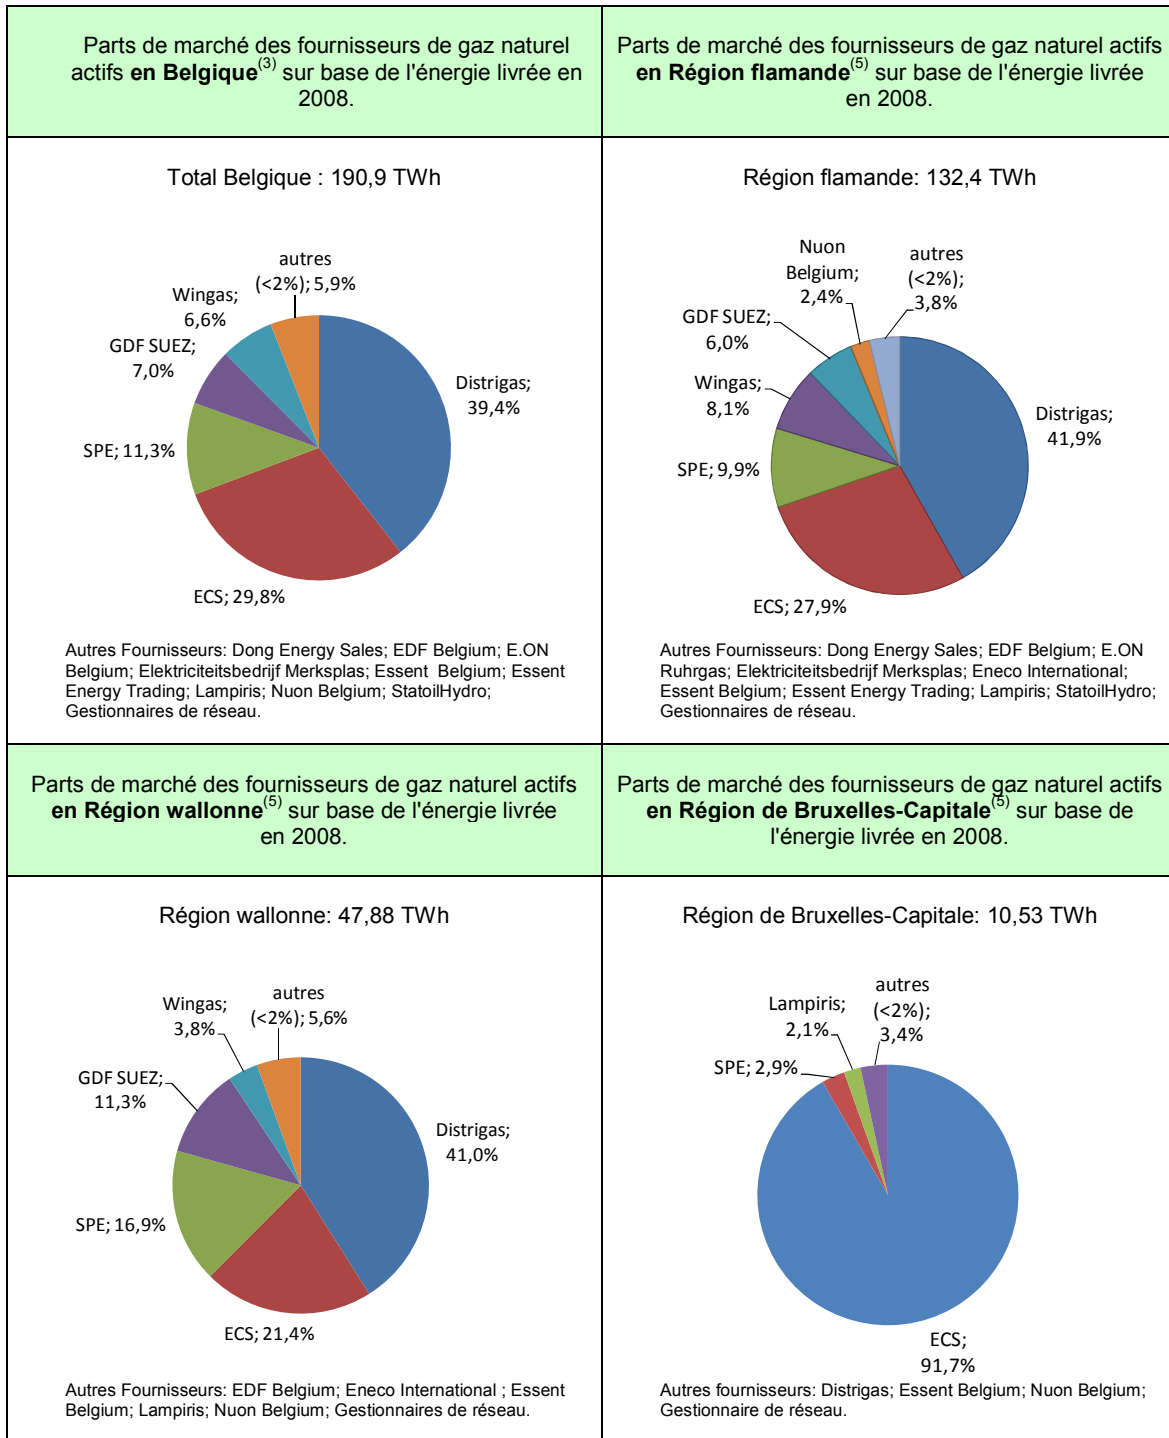 Parts de marché des fournisseurs de gaz naturel
actifs en Belgique(3) sur base de l'énergie livrée en
2008.
Parts de marché des fournisseurs de gaz naturel actifs
en Région flamande(5) sur base de l'énergie livrée
en 2008.
Total Belgique : 190,9 TWh
autres
(<2%); 5,9%
Wingas;
6,6%
GDF SUEZ;
7,0%
Distrigas;
39,4%
SPE; 11,3%
ECS; 29,8%
Autres Fournisseurs: Dong Energy Sales; EDF Belgium; E.ON
Belgium; Elektriciteitsbedrijf Merksplas; Essent Belgium; Essent
Energy Trading; Lampiris; Nuon Belgium; StatoilHydro;
Gestionnaires de réseau.
Région flamande: 132,4 TWh
Nuon
Belgium;
2,4%
autres
(<2%);
3,8%
GDF SUEZ;
6,0%
Wingas;
8,1%
Distrigas;
41,9%
SPE; 9,9%
ECS; 27,9%
Autres Fournisseurs: Dong Energy Sales; EDF Belgium; E.ON
Ruhrgas; Elektriciteitsbedrijf Merksplas; Eneco International;
Essent Belgium; Essent Energy Trading; Lampiris; StatoilHydro;
Gestionnaires de réseau.
Parts de marché des fournisseurs de gaz naturel actifs
en Région wallonne(5) sur base de l'énergie livrée
en 2008.
Parts de marché des fournisseurs de gaz naturel actifs
en Région de Bruxelles-Capitale(5) sur base de
l'énergie livrée en 2008.
Région wallonne: 47,88 TWh
autres
(<2%); 5,6%
Wingas;
3,8%
GDF SUEZ;
11,3%
Distrigas;
41,0%
SPE; 16,9%
ECS; 21,4%
Autres Fournisseurs: EDF Belgium; Eneco International ; Essent
Belgium; Lampiris; Nuon Belgium; Gestionnaires de réseau.
Région de Bruxelles-Capitale: 10,53 TWh
autres
(<2%);
3,4%
Lampiris;
2,1%
SPE; 2,9%
ECS;
91,7%
Autres fournisseurs: Distrigas; Essent Belgium; Nuon Belgium;
Gestionnaire de réseau.